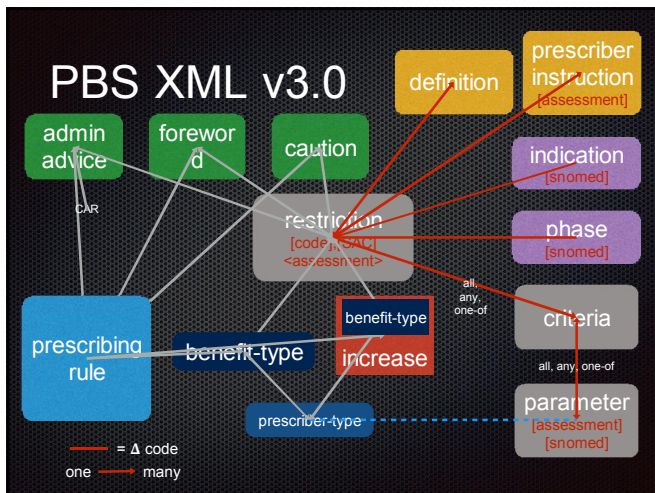 PBS XML v3.0
definition
prescriber
instruction
[assessment]
admin
advice
forewor
d
caution
indication
[snomed]
CAR
restriction
[code],[SAC]
<assessment>
phase
[snomed]
all,
any,
one-of
prescribing
rule
benefit-type
benefit-type
increase
criteria
all, any, one-of
prescriber-type
parameter
[assessment]
[snomed]
= Δ code
one
many